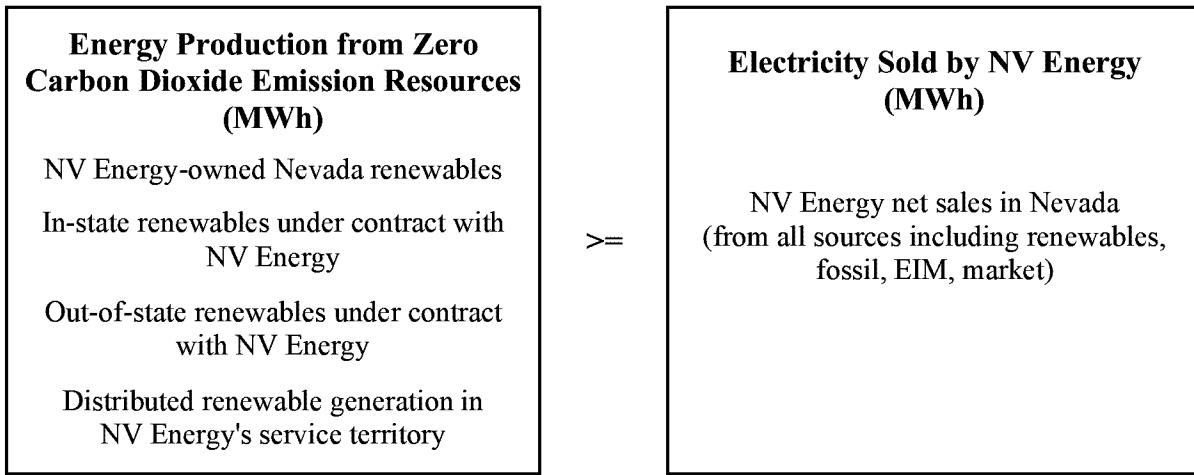 Energy Production from Zero
Carbon Dioxide Emission Resources
(MWh)
NV Energy-owned Nevada renewables
In-state renewables under contract with
NV Energy
Out-of-state renewables under contract
with NV Energy
Distributed renewable generation in
NV Energy's service territory
>=
Electricity Sold by NV Energy
(MWh)
NV Energy net sales in Nevada
(from all sources including renewables,
fossil, EIM, market)